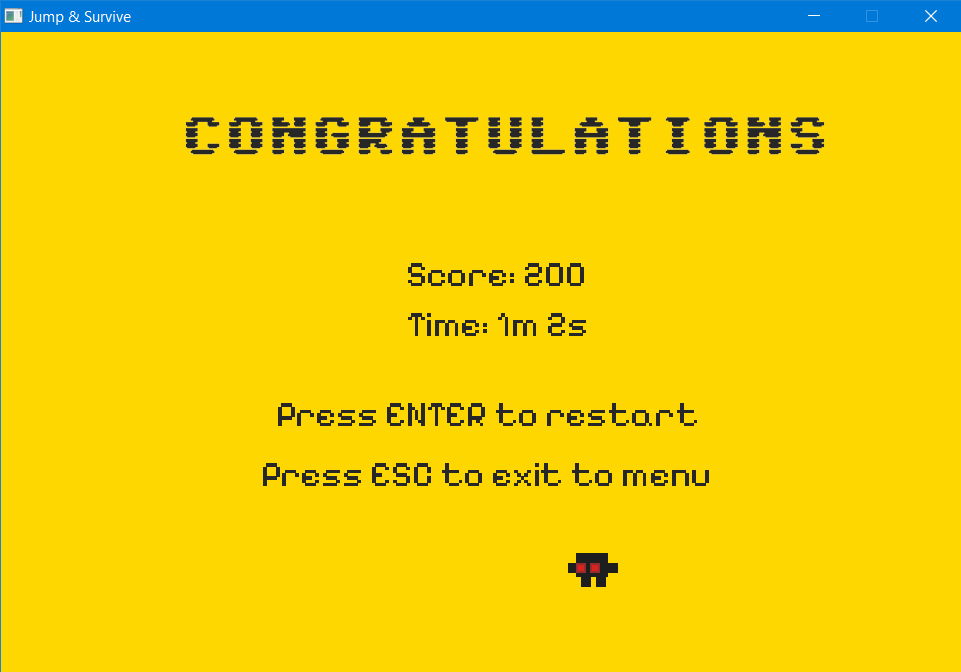 Jump & Survive
CONGRATULATIONS
Score: 200
Time: 1m 2s
Press ENTER to restart
Press ESC to exit to menu